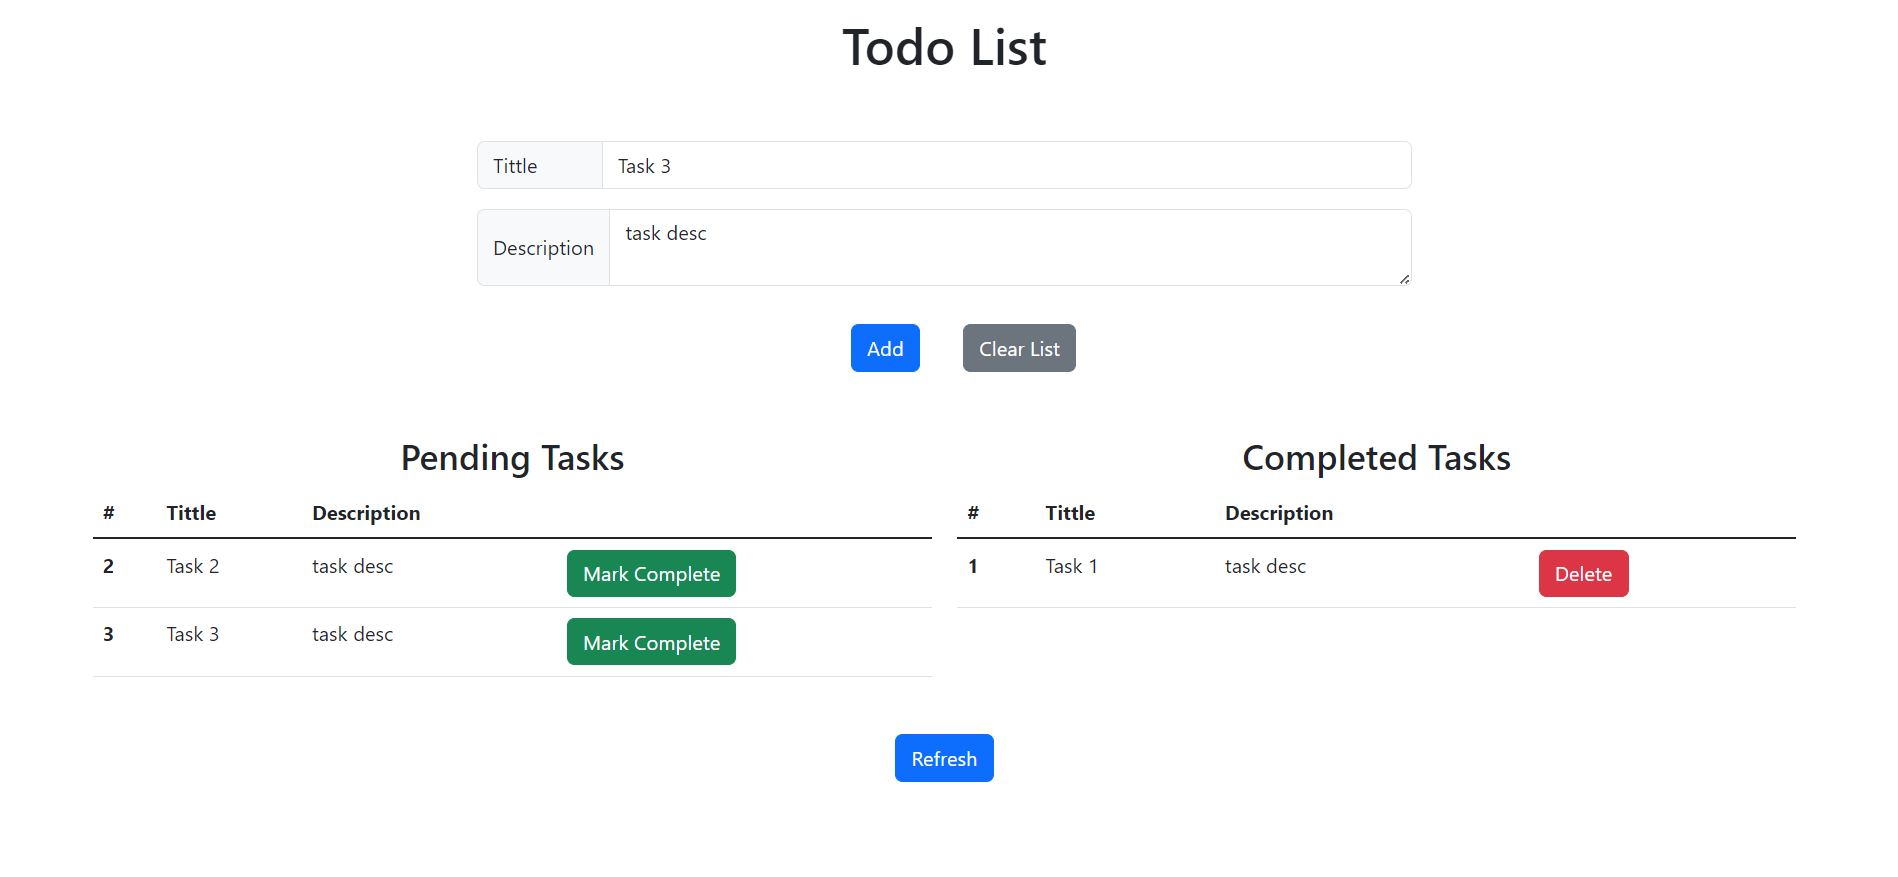 Todo List
Tittle Task 3
Description task desc
Add Clear List
Pending Tasks
# Tittle Description
2 Task 2 task desc Mark Complete
3 Task 3 task desc Mark Complete
Completed Tasks
# Tittle Description
1 Task 1 task desc Delete
Refresh